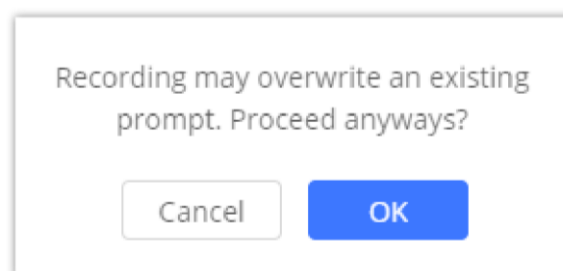 Recording may overwrite an existing
prompt. Proceed anyways?
Cancel
OK